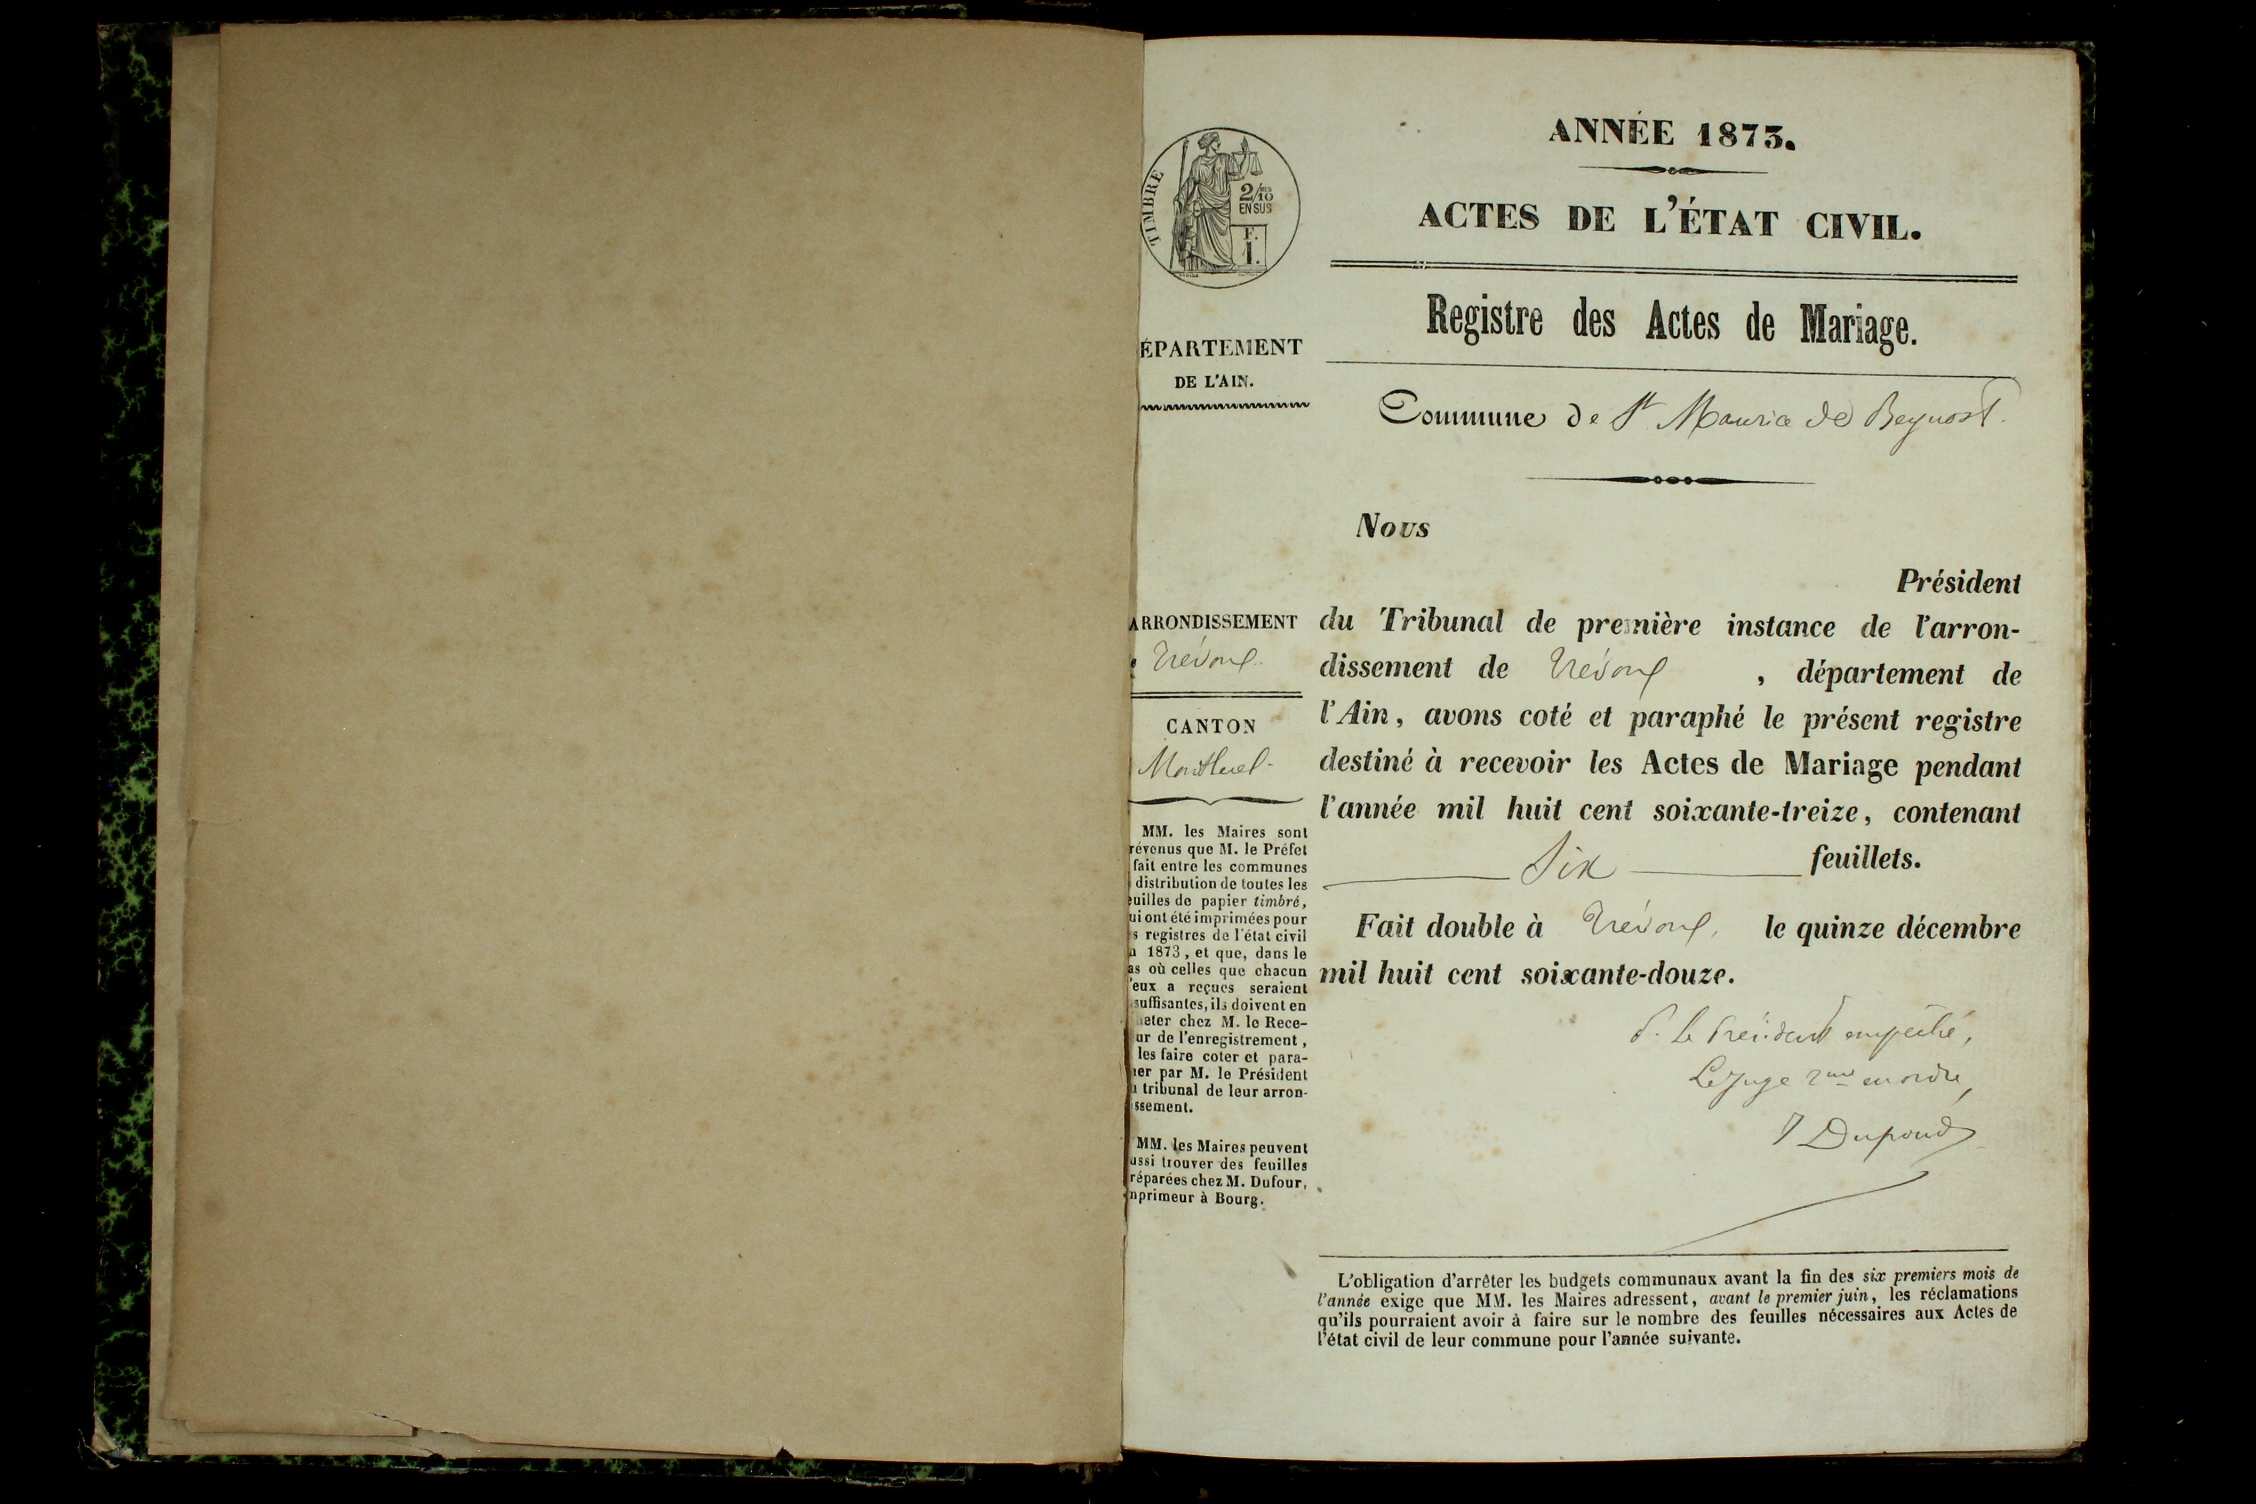 TIMBRE
2/10
EN SUS
F.
1.
ÉPARTEMENT
DE L'AIN.
ARRONDISSEMENT
e Trévoux
CANTON
Montluel
MM. les Maires sont
révenus que M. le Préfet
fait entre les communes
distribution de toutes les
euilles de papier timbré,
ui ont été imprimées pour
s registres de l'état civil
n 1873, et que, dans le
as où celles que chacun
'eux a reçues seraient
suffisantes, ils doivent en
heter chez M. le Rece-
ur de l'enregistrement,
les faire coter et para-
her par M. le Président
u tribunal de leur arron-
ssement.
MM. les Maires peuvent
ussi trouver des feuilles
réparées chez M. Dufour,
mprimeur à Bourg.
ANNÉE 1873.
ACTES DE L'ÉTAT CIVIL.
Registre des Actes de Mariage.
Commune de St Maurice de Beynost.
Nous
Président
du Tribunal de première instance de l'arron-
dissement de Trévoux , département de
l'Ain, avons coté et paraphé le présent registre
destiné à recevoir les Actes de Mariage pendant
l'année mil huit cent soixante-treize, contenant
Six feuillets.
Fait double à Trévoux, le quinze décembre
mil huit cent soixante-douze.
P. le Président empêché,
Le Juge 2me en ordre,
Dupond
L'obligation d'arrêter les budgets communaux avant la fin des six premiers mois de
l'année exige que MM. les Maires adressent, avant le premier juin, les réclamations
qu'ils pourraient avoir à faire sur le nombre des feuilles nécessaires aux Actes de
l'état civil de leur commune pour l'année suivante.